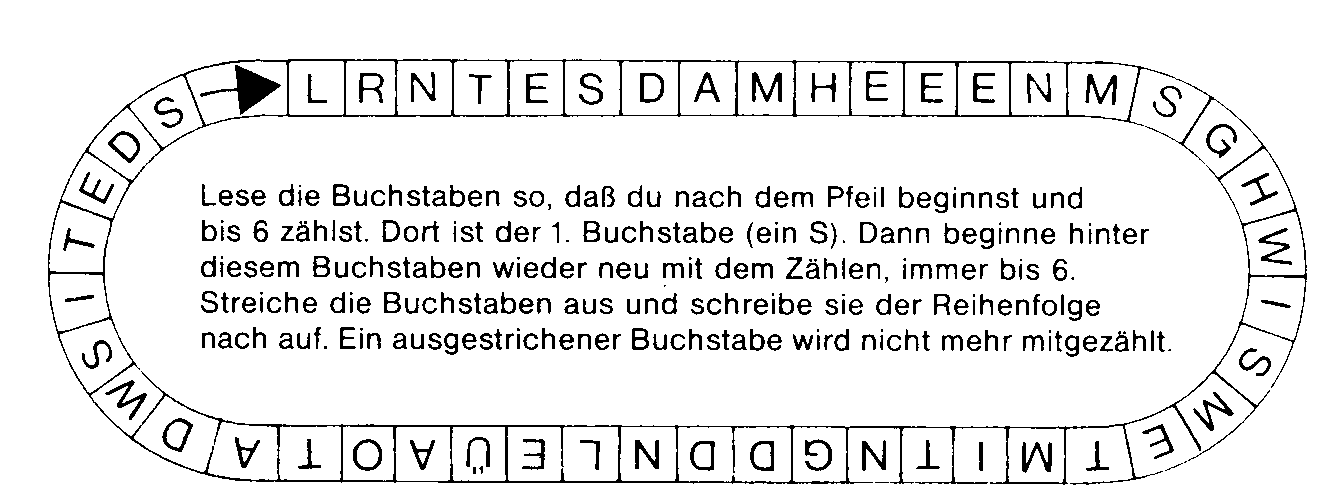 LRNTESDAMHEEENMSGHWISMETMITNGDDNLEÜAOTADWSITEDS
Lese die Buchstaben so, daß du nach dem Pfeil beginnst und
bis 6 zählst. Dort ist der 1. Buchstabe (ein S). Dann beginne hinter
diesem Buchstaben wieder neu mit dem Zählen, immer bis 6.
Streiche die Buchstaben aus und schreibe sie der Reihenfolge
nach auf. Ein ausgestrichener Buchstabe wird nicht mehr mitgezählt.